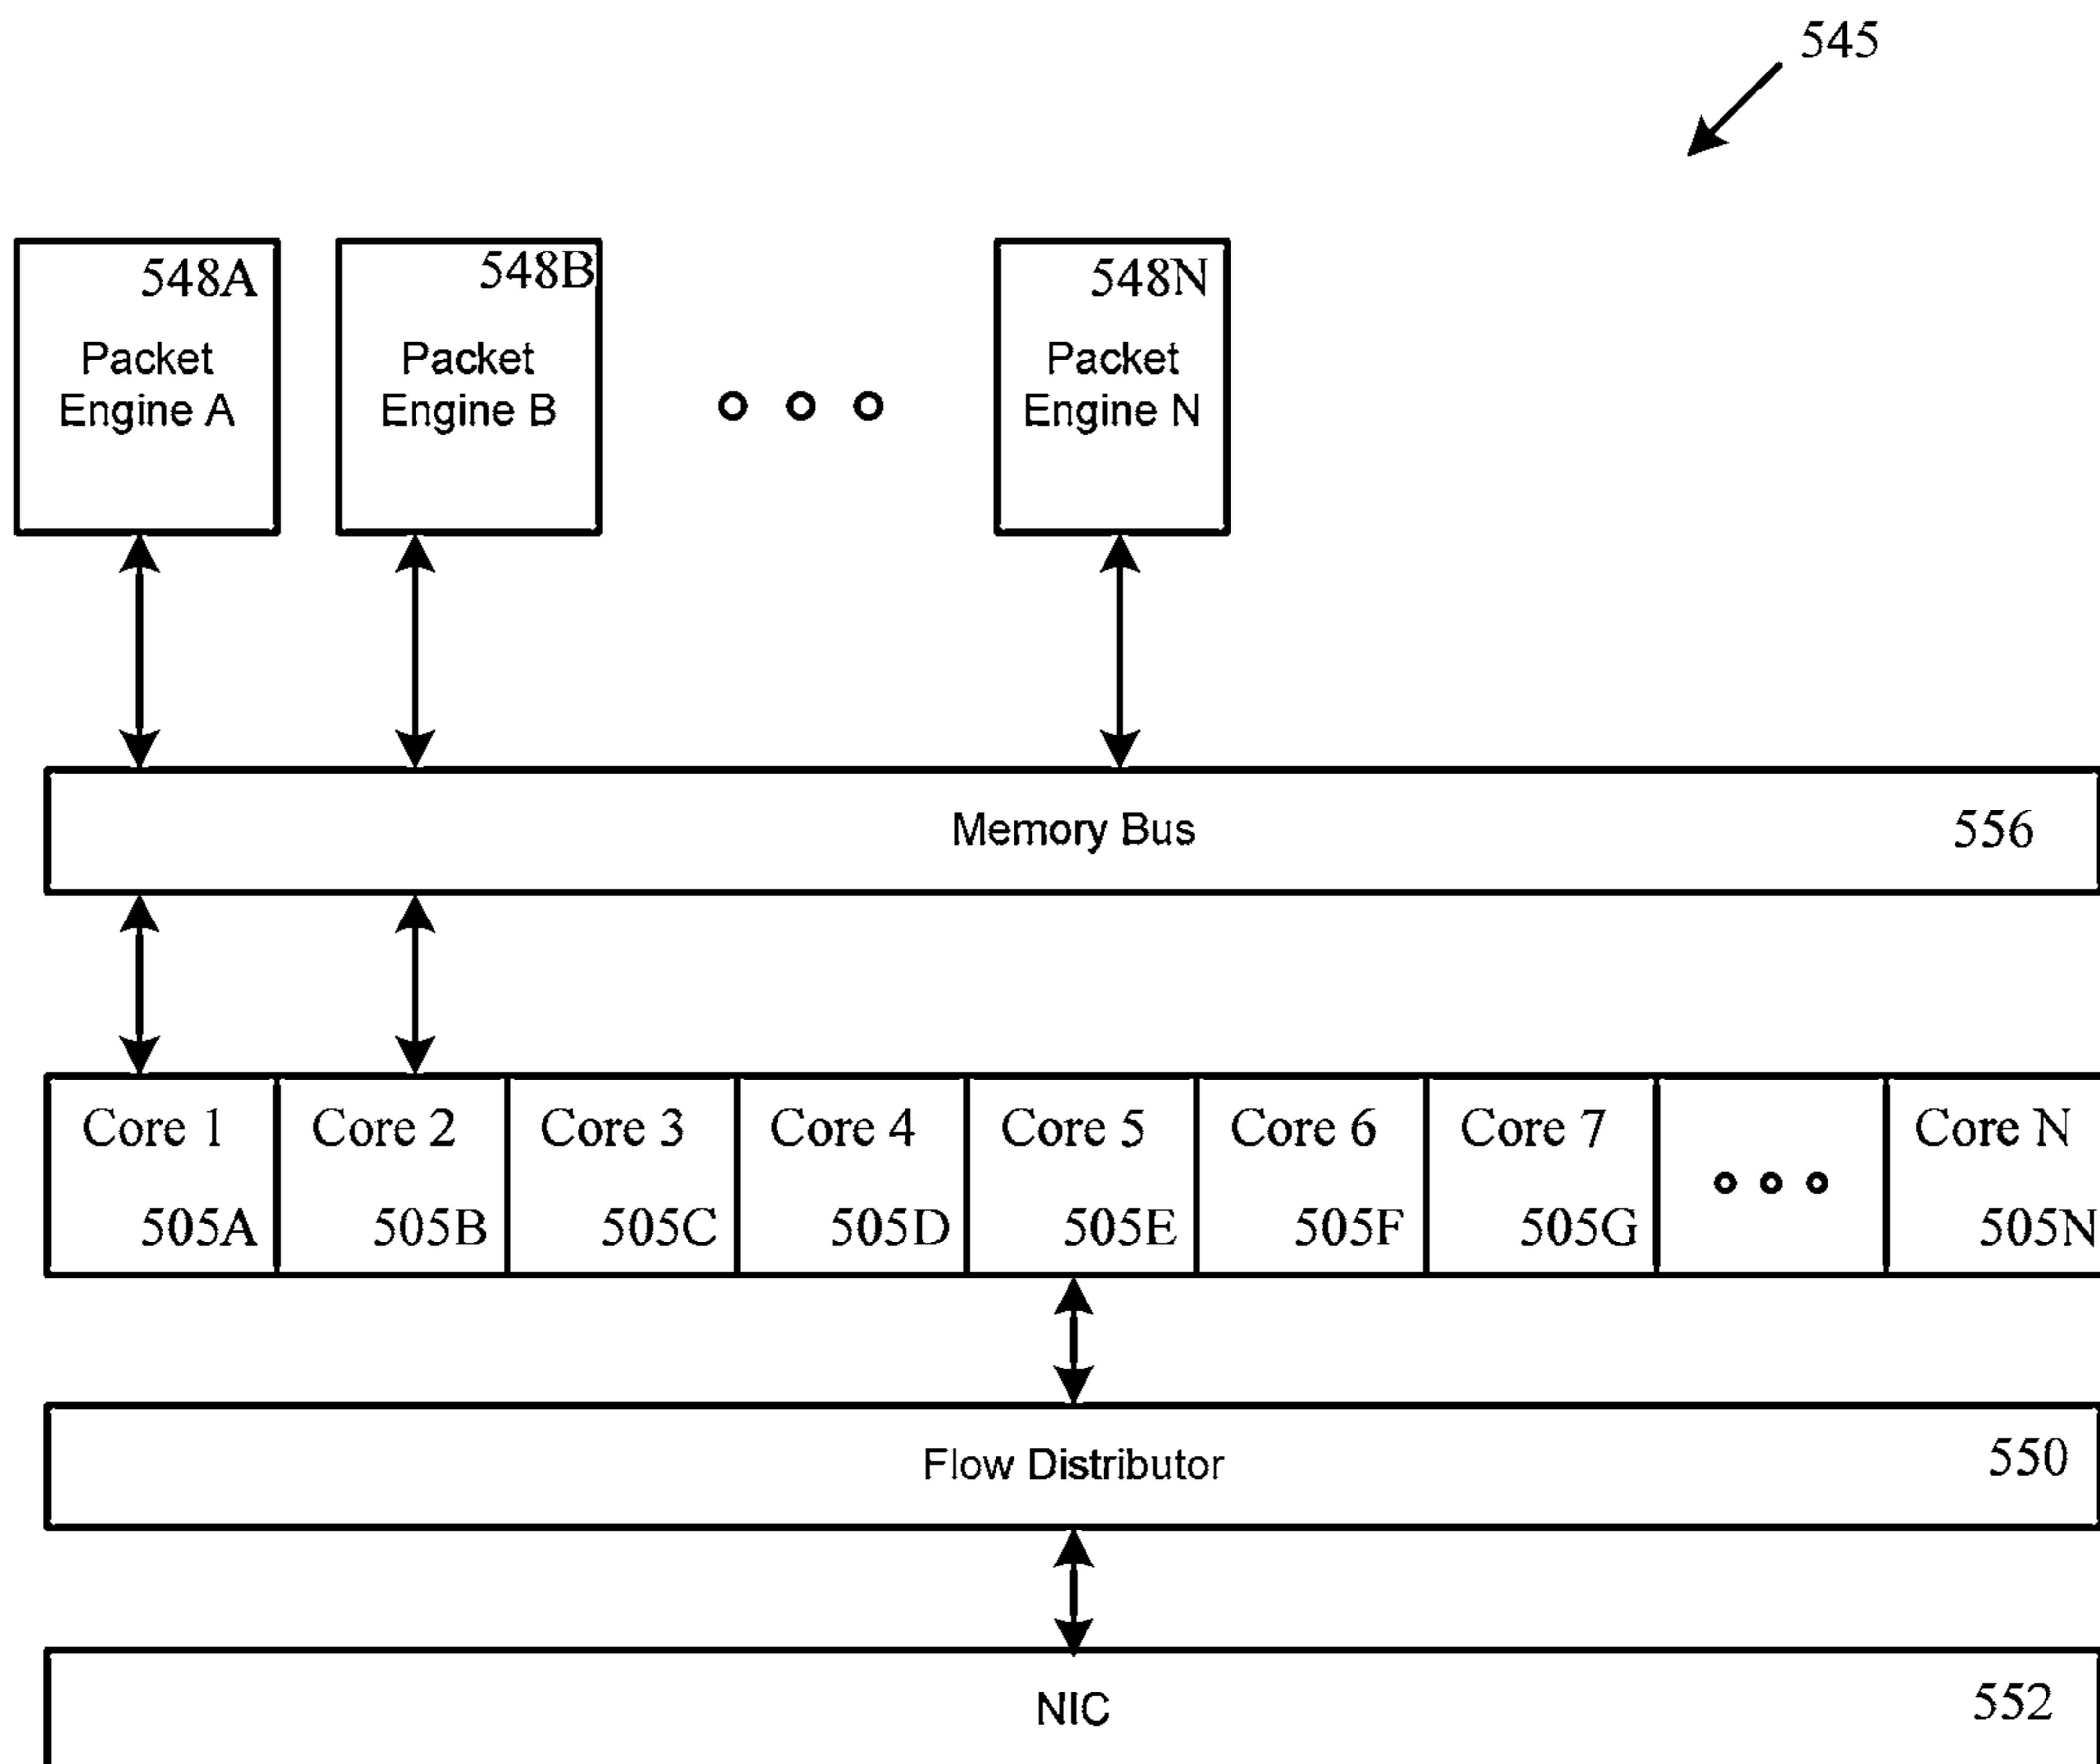 545
548A
Packet
Engine A
548B
Packet
Engine B
548N
Packet
Engine N
Memory Bus
556
Core 1
505A
Core 2
505B
Core 3
505C
Core 4
505D
Core 5
505E
Core 6
505F
Core 7
505G
Core N
505N
Flow Distributor
550
NIC
552